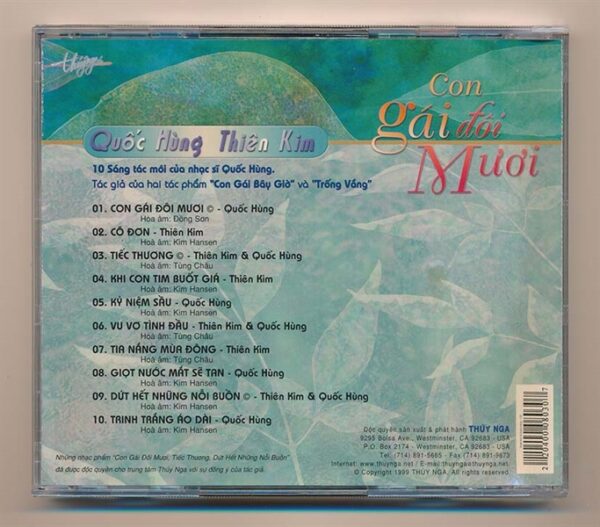 Thúy Nga
Con
gái đôi
Mươi
Quốc Hùng Thiên Kim
10 Sáng tác mới của nhạc sĩ Quốc Hùng.
Tác giả của hai tác phẩm "Con Gái Bây Giờ" và "Trống Vắng"
01. CON GÁI ĐÔI MƯƠI © - Quốc Hùng
Hoà âm: Đồng Sơn
02. CÔ ĐƠN - Thiên Kim
Hoà âm: Kim Hansen
03. TIẾC THƯƠNG © - Thiên Kim & Quốc Hùng
Hoà âm: Tùng Châu
04. KHI CON TIM BUỐT GIÁ - Thiên Kim
Hoà âm: Kim Hansen
05. KỶ NIỆM SẦU - Quốc Hùng
Hoà âm: Kim Hansen
06. VU VƠ TÌNH ĐẦU - Thiên Kim & Quốc Hùng
Hoà âm: Tùng Châu
07. TIA NẮNG MÙA ĐÔNG - Thiên Kim
Hoà âm: Tùng Châu
08. GIỌT NƯỚC MẮT SẼ TAN - Quốc Hùng
Hoà âm: Kim Hansen
09. DỨT HẾT NHỮNG NỖI BUỒN © - Thiên Kim & Quốc Hùng
Hoà âm: Kim Hansen
10. TRINH TRẮNG ÁO DÀI - Quốc Hùng
Hoà âm: Kim Hansen
Những nhạc phẩm "Con Gái Đôi Mươi, Tiếc Thương, Dứt Hết Những Nỗi Buồn"
đã được độc quyền cho trung tâm Thúy Nga với sự đồng ý của tác giả.
Độc quyền sản xuất & phát hành THÚY NGA
9295 Bolsa Ave., Westminster, CA 92683 - USA
P.O. Box 2174 - Westminster, CA 92683 - USA
Tel: (714) 891-5685 - Fax: (714) 891-9873
Internet: www.thuynga.net / E-mail:thuynga@thuynga.net
© Copyright 1999 THÚY NGA, All rights reserved.